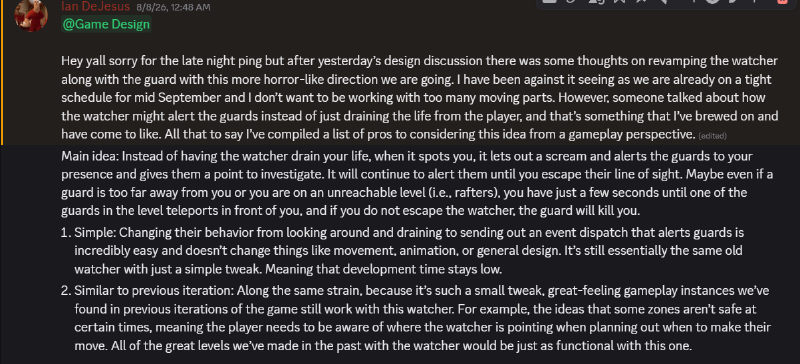 Ian DeJesus 8/8/26, 12:48 AM
@Game Design
Hey yall sorry for the late night ping but after yesterday's design discussion there was some thoughts on revamping the watcher
along with the guard with this more horror-like direction we are going. I have been against it seeing as we are already on a tight
schedule for mid September and I don't want to be working with too many moving parts. However, someone talked about how
the watcher might alert the guards instead of just draining the life from the player, and that's something that I've brewed on and
have come to like. All that to say I've compiled a list of pros to considering this idea from a gameplay perspective. (edited)
Main idea: Instead of having the watcher drain your life, when it spots you, it lets out a scream and alerts the guards to your
presence and gives them a point to investigate. It will continue to alert them until you escape their line of sight. Maybe even if a
guard is too far away from you or you are on an unreachable level (i.e., rafters), you have just a few seconds until one of the
guards in the level teleports in front of you, and if you do not escape the watcher, the guard will kill you.
1. Simple: Changing their behavior from looking around and draining to sending out an event dispatch that alerts guards is
incredibly easy and doesn't change things like movement, animation, or general design. It's still essentially the same old
watcher with just a simple tweak. Meaning that development time stays low.
2. Similar to previous iteration: Along the same strain, because it's such a small tweak, great-feeling gameplay instances we've
found in previous iterations of the game still work with this watcher. For example, the ideas that some zones aren't safe at
certain times, meaning the player needs to be aware of where the watcher is pointing when planning out when to make their
move. All of the great levels we've made in the past with the watcher would be just as functional with this one.